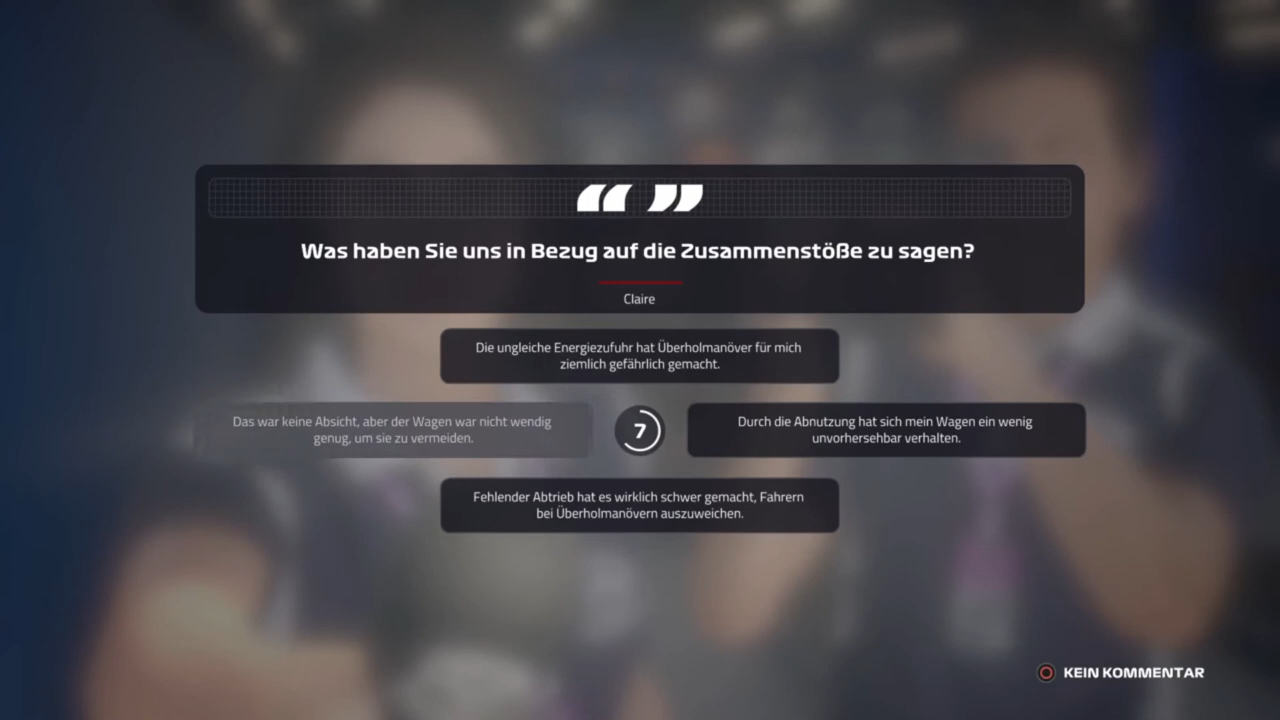 “ ”
Was haben Sie uns in Bezug auf die Zusammenstöße zu sagen?
Claire
Die ungleiche Energiezufuhr hat Überholmanöver für mich
ziemlich gefährlich gemacht.
Das war keine Absicht, aber der Wagen war nicht wendig
genug, um sie zu vermeiden.
7
Durch die Abnutzung hat sich mein Wagen ein wenig
unvorhersehbar verhalten.
Fehlender Abtrieb hat es wirklich schwer gemacht, Fahrern
bei Überholmanövern auszuweichen.
KEIN KOMMENTAR